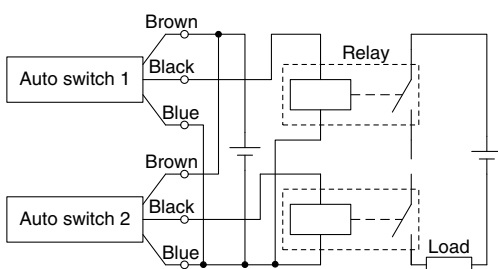 Brown
Relay
Auto switch 1
Black
Blue
Brown
Auto switch 2
Black
Blue
Load